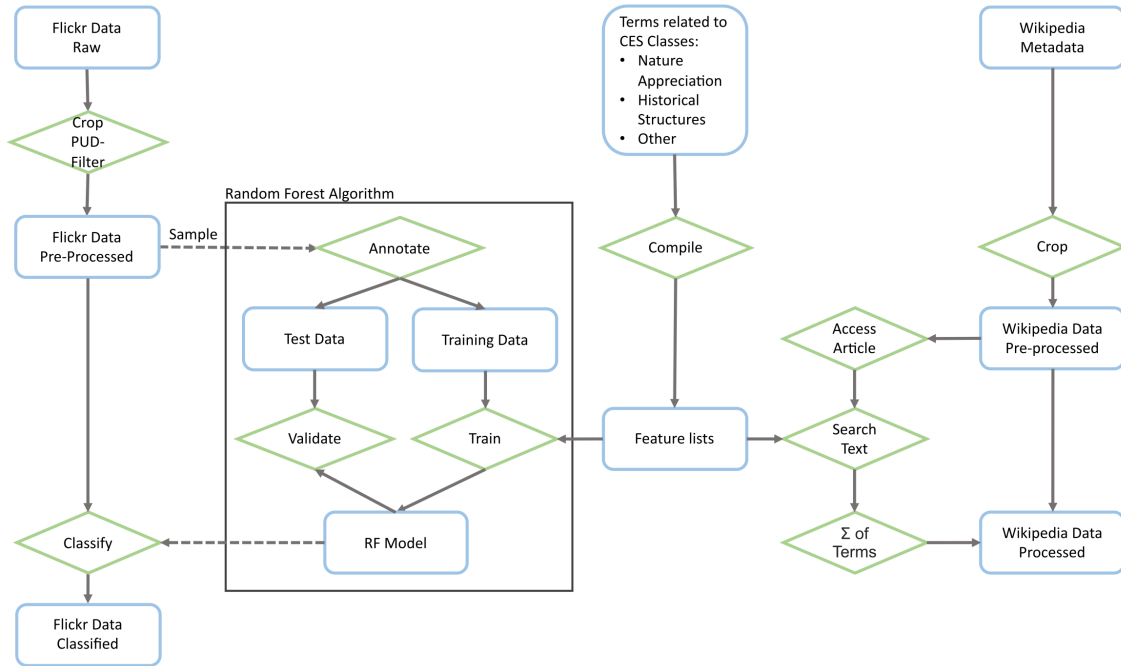 Flickr Data
Raw
Terms related to
CES Classes:
• Nature
Appreciation
• Historical
Structures
• Other
Wikipedia
Metadata
Crop
PUD-
Filter
Random Forest Algorithm
Flickr Data
Pre-Processed
Sample
Annotate
Compile
Crop
Test Data
Training Data
Access
Article
Wikipedia Data
Pre-processed
Validate
Train
Feature lists
Search
Text
Classify
RF Model
Σ of
Terms
Wikipedia Data
Processed
Flickr Data
Classified